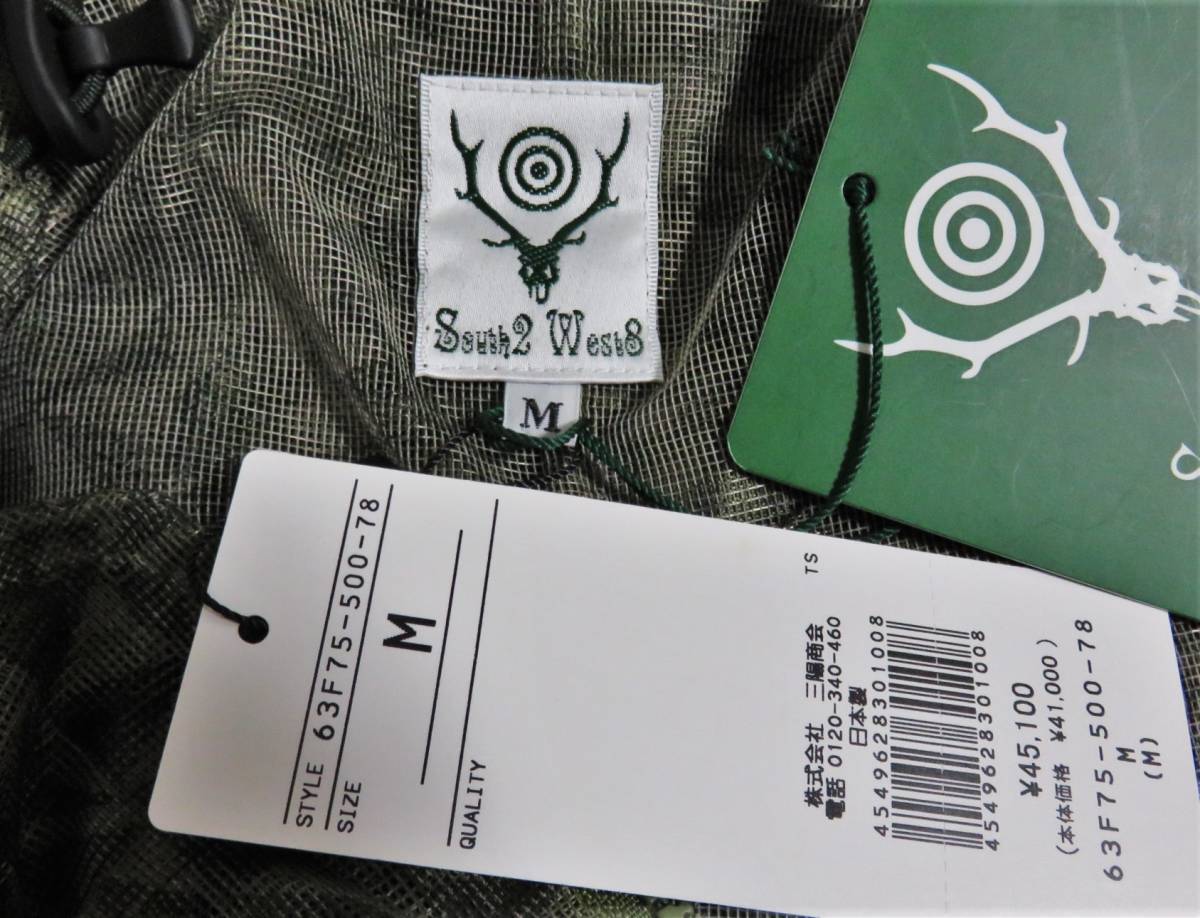 South2 West8
M
STYLE 63F75-500-78
SIZE
M
QUALITY
TS
株式会社 三陽商会
電話 0120-340-460
日本製
4549628301008
4549628301008
¥45,100
(本体価格 ¥41,000)
63F75-500-78
M
(M)